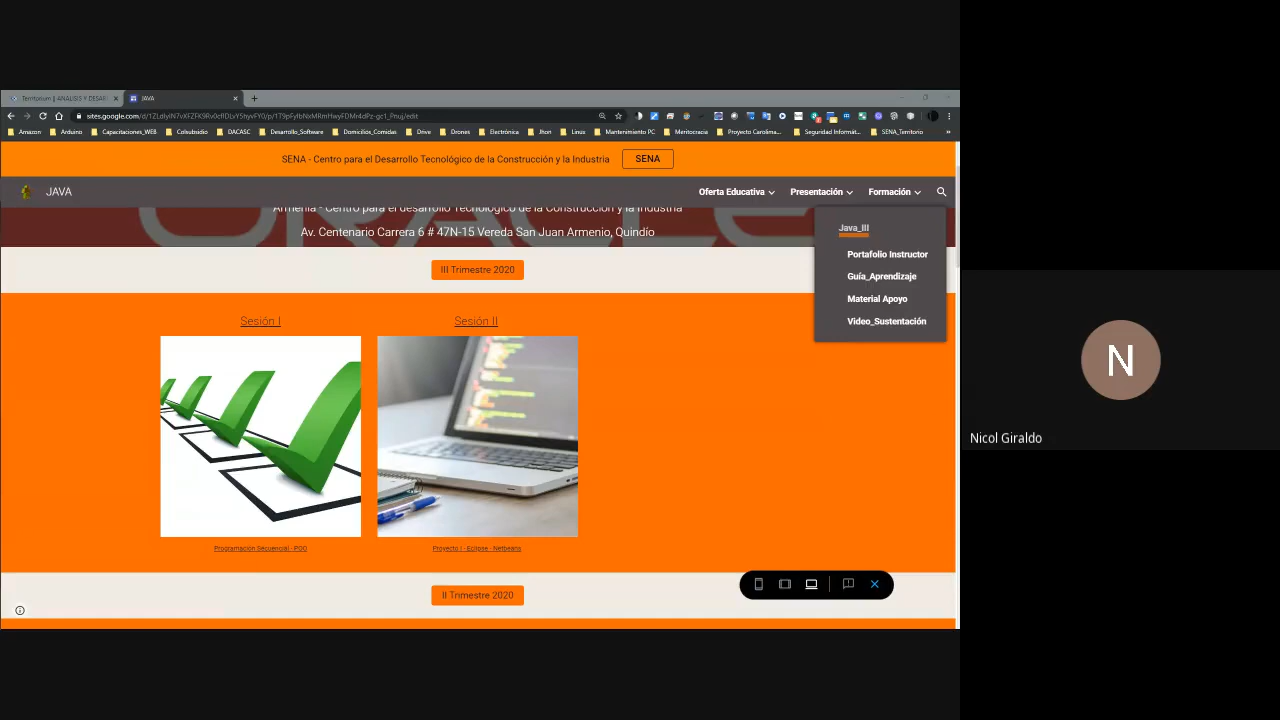 Territorium || ANALISIS Y DESAR
JAVA
Amazon Arduino Capacitaciones_WEB Colsubsidio DACASC Desarrollo_Software Domicilios_Comidas Drive Drones Electrónica Jhon Linux Mantenimiento PC Meritocracia Proyecto Carolima... Seguridad Informát... SENA_Territorio »
SENA - Centro para el Desarrollo Tecnológico de la Construcción y la Industria SENA
JAVA Oferta Educativa Presentación Formación
Armenia - Centro para el desarrollo Tecnológico de la Construcción y la Industria
Av. Centenario Carrera 6 # 47N-15 Vereda San Juan Armenio, Quindío
Java_III
Portafolio Instructor
Guía_Aprendizaje
Material Apoyo
Video_Sustentación
III Trimestre 2020
Sesión I Sesión II
Programación Secuencial - POO Proyecto I - Eclipse - Netbeans
II Trimestre 2020
N
Nicol Giraldo